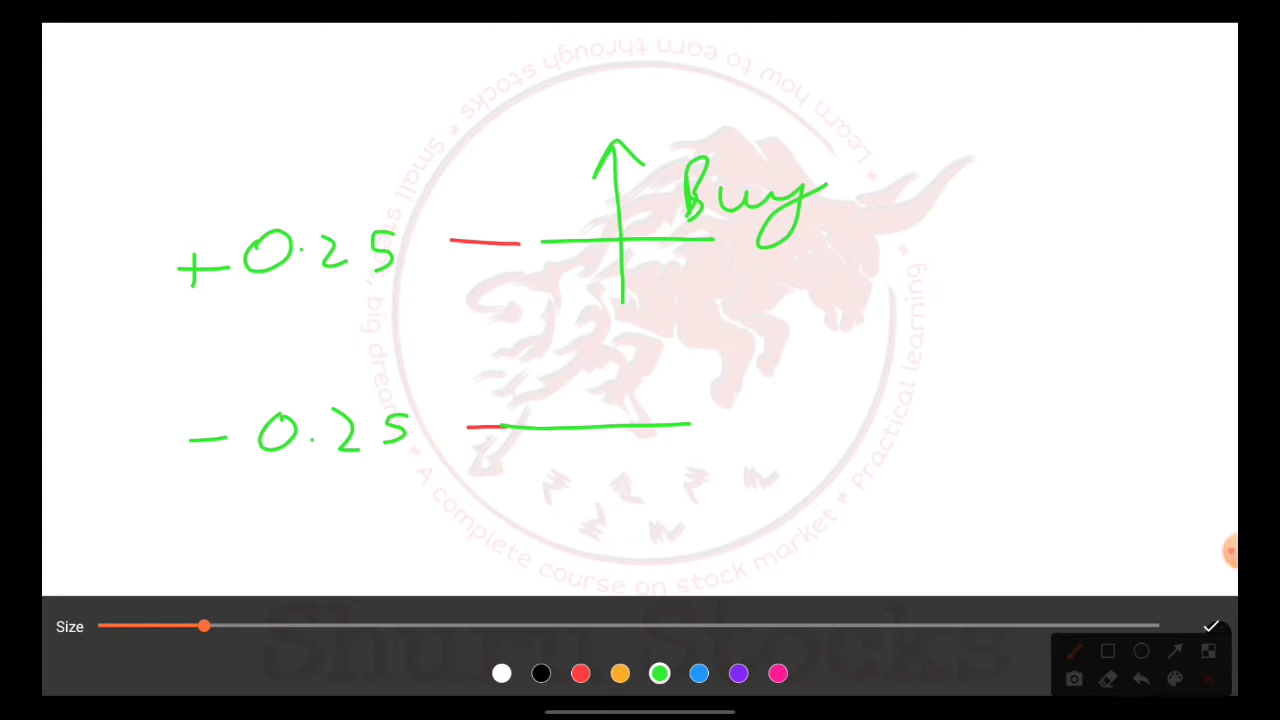 Buy
+ 0.25
- 0.25
Small steps, big dreams * A complete course on stock market * Practical learning * Learn how to earn through stocks *
Size